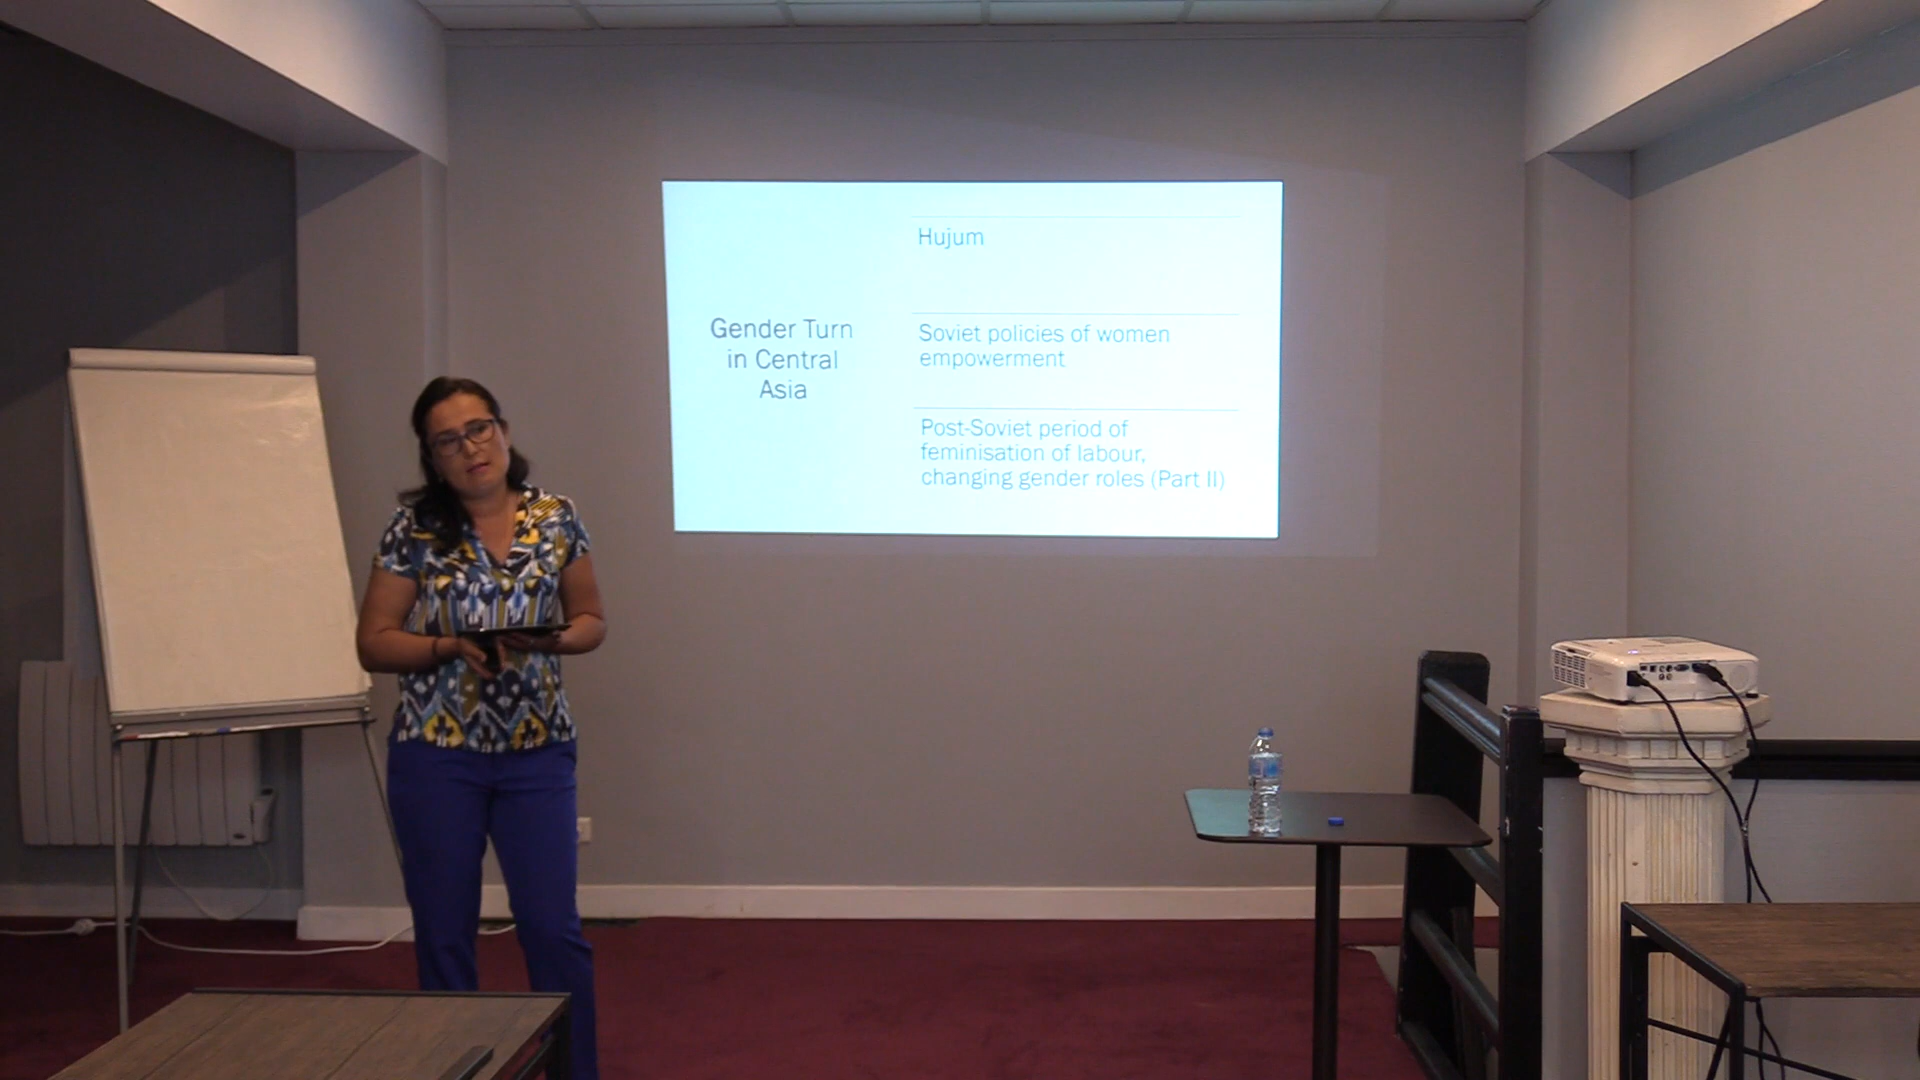 Gender Turn
in Central
Asia
Hujum
Soviet policies of women
empowerment
Post-Soviet period of
feminisation of labour,
changing gender roles (Part II)